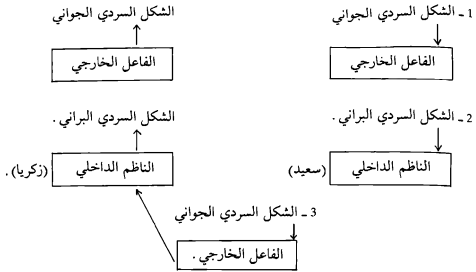 1 ـ الشكل السردي الجواني
الشكل السردي الجواني
الفاعل الخارجي
الفاعل الخارجي
2 ـ الشكل السردي البراني .
الشكل السردي البراني .
الناظم الداخلي (سعيد)
الناظم الداخلي (زكريا) .
3 ـ الشكل السردي الجواني
الفاعل الخارجي .